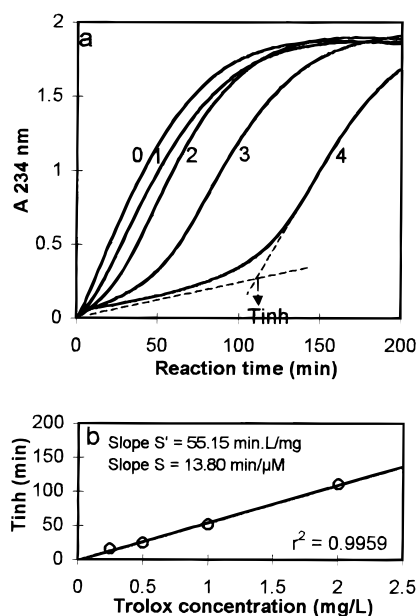 a
2
1.5
1
0.5
0
A 234 nm
0 1 2 3 4
Tinh
0 50 100 150 200
Reaction time (min)
b
200
150
100
50
0
Tinh (min)
Slope S' = 55.15 min.L/mg
Slope S = 13.80 min/µM
r² = 0.9959
0 0.5 1.0 1.5 2.0 2.5
Trolox concentration (mg/L)